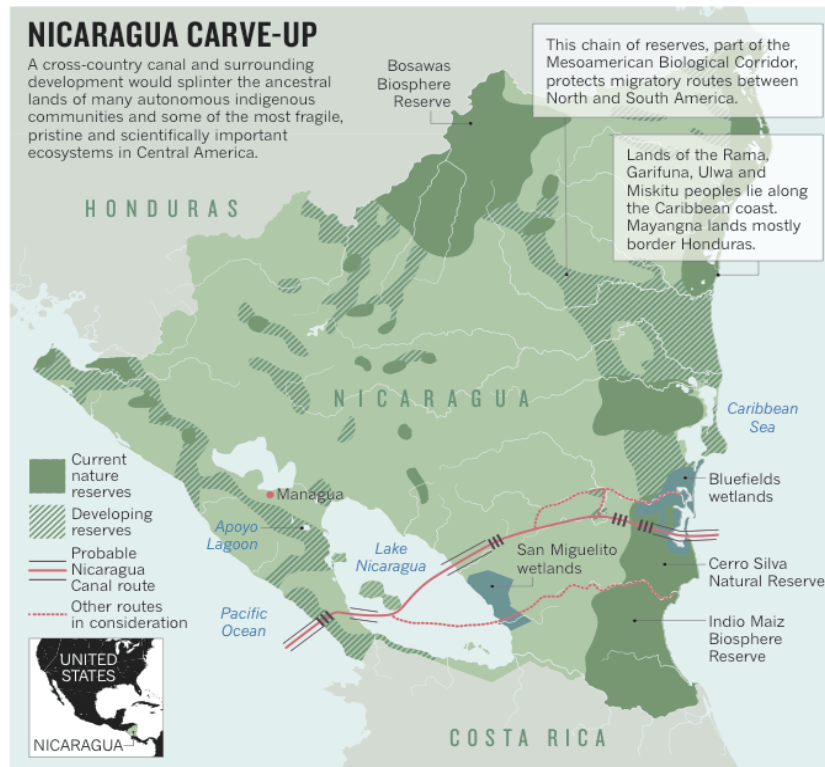 NICARAGUA CARVE-UP
A cross-country canal and surrounding
development would splinter the ancestral
lands of many autonomous indigenous
communities and some of the most fragile,
pristine and scientifically important
ecosystems in Central America.
Bosawas
Biosphere
Reserve
This chain of reserves, part of the
Mesoamerican Biological Corridor,
protects migratory routes between
North and South America.
Lands of the Rama,
Garifuna, Ulwa and
Miskitu peoples lie along
the Caribbean coast.
Mayangna lands mostly
border Honduras.
HONDURAS
NICARAGUA
Caribbean
Sea
Current
nature
reserves
Developing
reserves
Probable
Nicaragua
Canal route
Other routes
in consideration
Managua
Apoyo
Lagoon
Lake
Nicaragua
Pacific
Ocean
San Miguelito
wetlands
Bluefields
wetlands
Cerro Silva
Natural Reserve
Indio Maiz
Biosphere
Reserve
UNITED
STATES
NICARAGUA
COSTA RICA